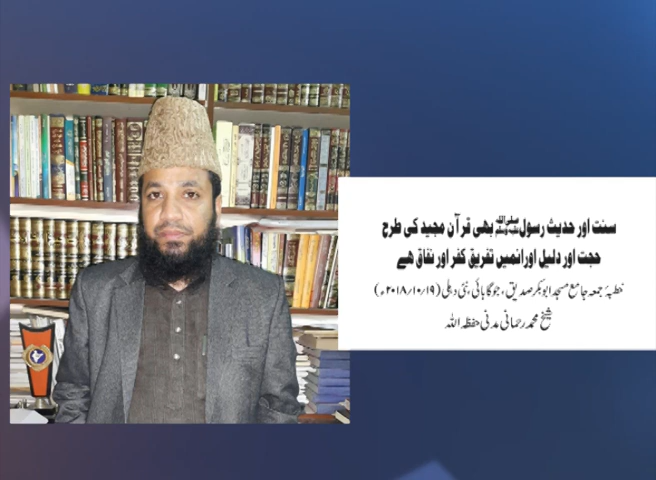 سنت اور حدیث رسول ﷺ بھی قرآن مجید کی طرح
حجت اور دلیل اور انمیں تفریق کفر اور نفاق ھے
خطبۂ جمعہ جامع مسجد ابوبکر صدیق، جوگابائی، نئی دہلی (۱۹/۱۰/۲۰۱۸ء)
شیخ محمد رحمانی مدنی حفظہ اللہ